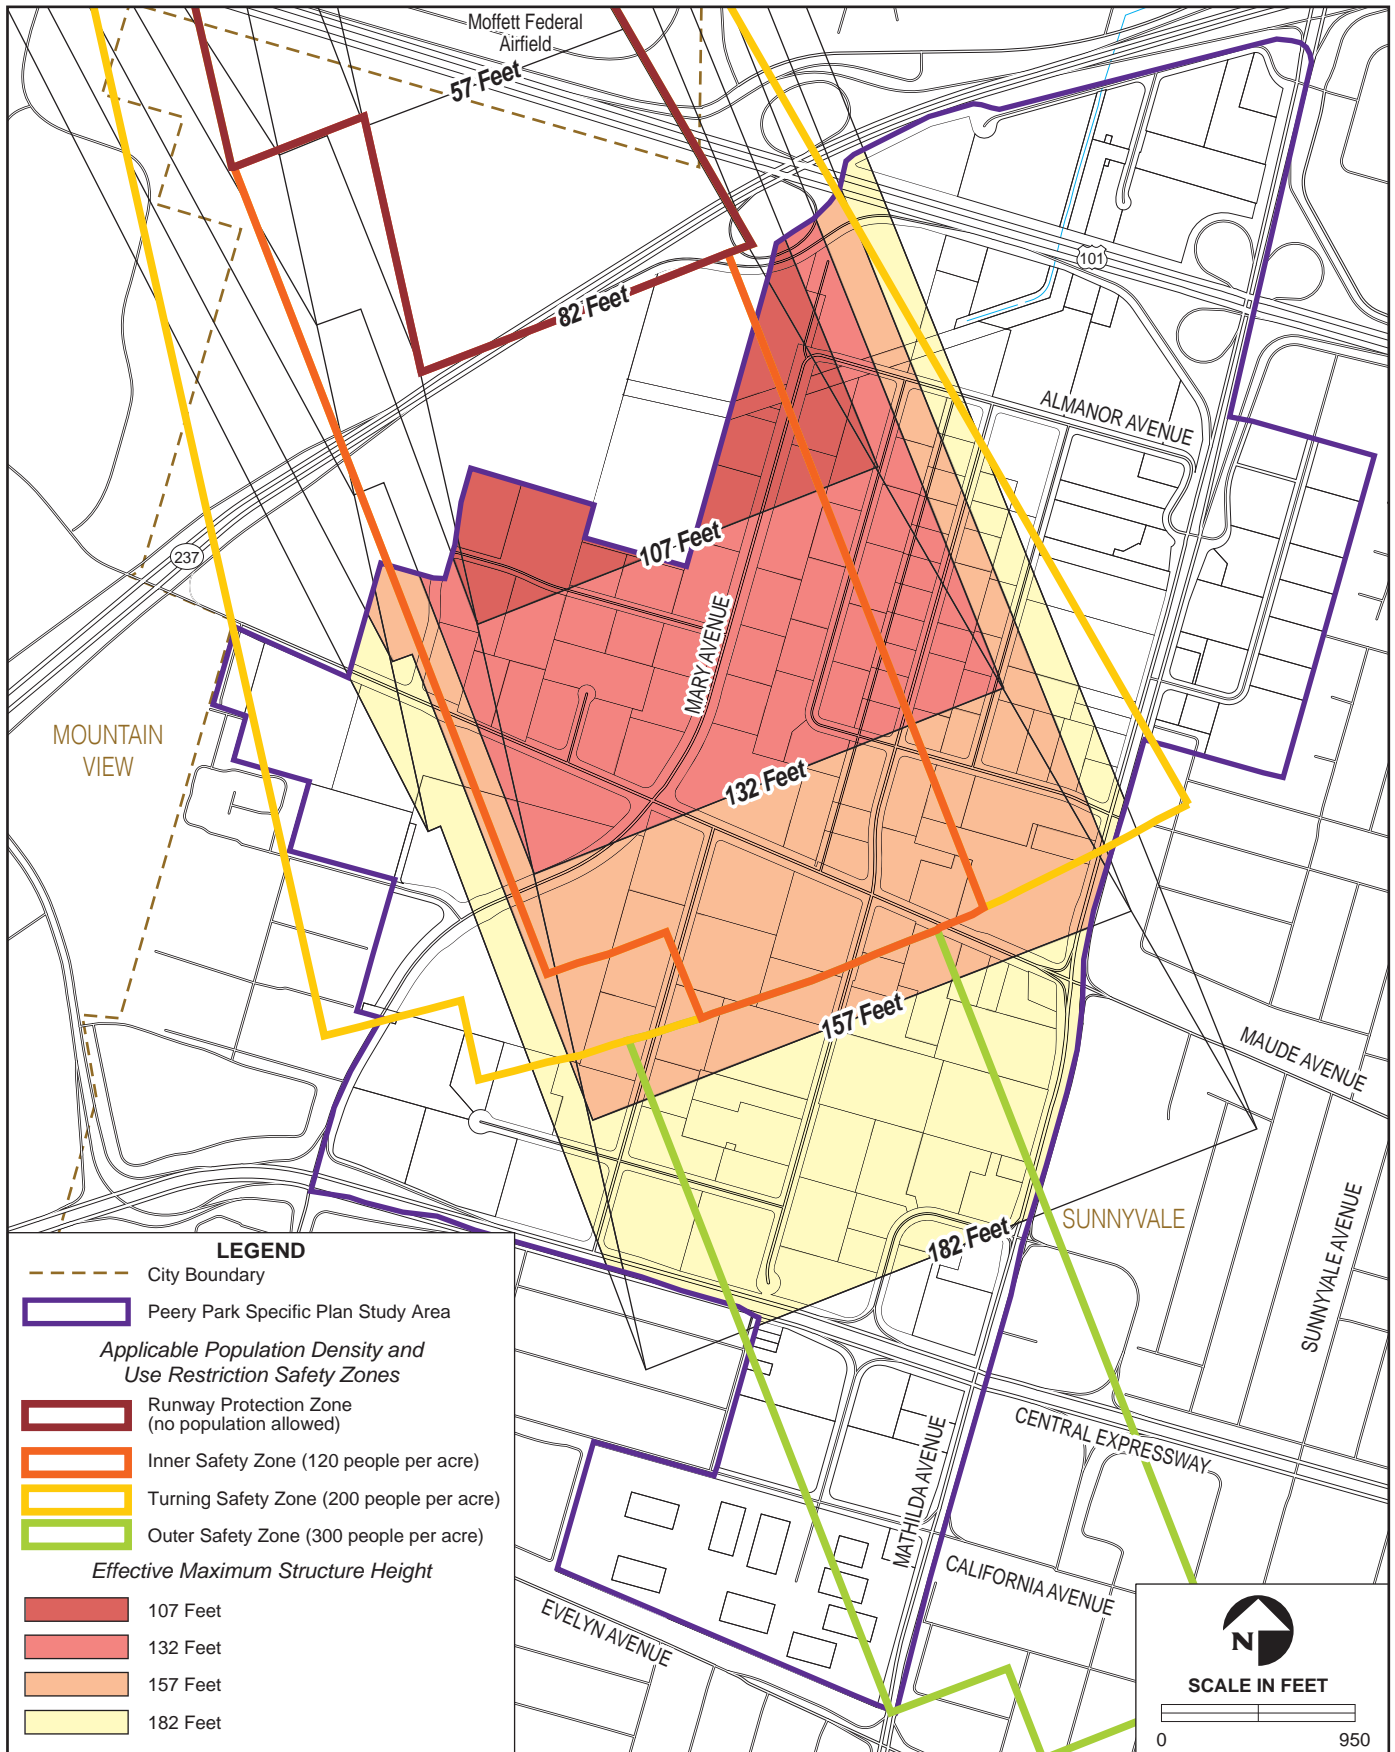 Moffett Federal
Airfield
57 Feet
82 Feet
101
ALMANOR AVENUE
107 Feet
237
MARY AVENUE
MOUNTAIN
VIEW
132 Feet
157 Feet
MAUDE AVENUE
SUNNYVALE
182 Feet
SUNNYVALE AVENUE
CENTRAL EXPRESSWAY
MATHILDA AVENUE
CALIFORNIA AVENUE
EVELYN AVENUE
LEGEND
City Boundary
Peery Park Specific Plan Study Area
Applicable Population Density and
Use Restriction Safety Zones
Runway Protection Zone
(no population allowed)
Inner Safety Zone (120 people per acre)
Turning Safety Zone (200 people per acre)
Outer Safety Zone (300 people per acre)
Effective Maximum Structure Height
107 Feet
132 Feet
157 Feet
182 Feet
N
SCALE IN FEET
0 950